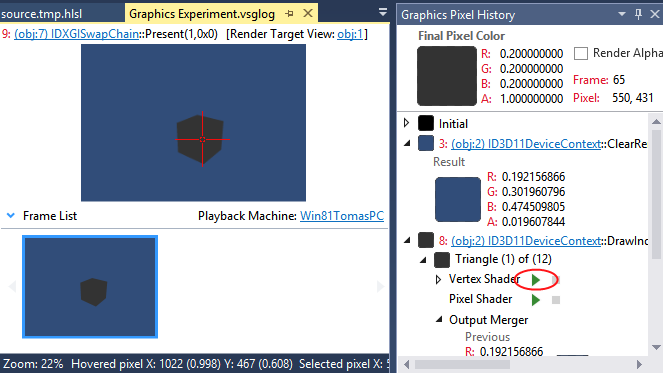 source.tmp.hlsl
Graphics Experiment.vsglog
9: (obj:7) IDXGISwapChain::Present(1,0x0) [Render Target View: obj:1]
Frame List
Playback Machine: Win81TomasPC
Zoom: 22% Hovered pixel X: 1022 (0.998) Y: 467 (0.608) Selected pixel X: 5
Graphics Pixel History
Final Pixel Color
R: 0.200000000
G: 0.200000000
B: 0.200000000
A: 1.000000000
Render Alpha
Frame: 65
Pixel: 550, 431
Initial
3: (obj:2) ID3D11DeviceContext::ClearRe
Result
R: 0.192156866
G: 0.301960796
B: 0.474509805
A: 0.019607844
8: (obj:2) ID3D11DeviceContext::DrawInd
Triangle (1) of (12)
Vertex Shader
Pixel Shader
Output Merger
Previous
R: 0.192156866